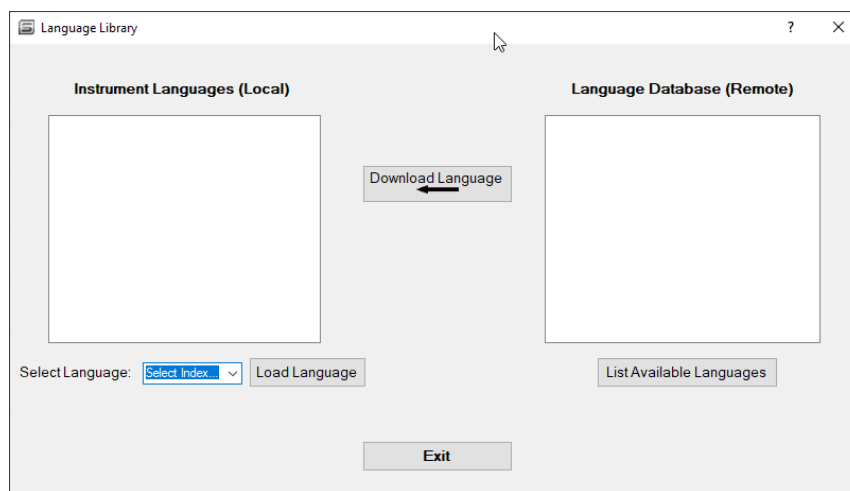 Language Library
?
Instrument Languages (Local)
Language Database (Remote)
Download Language
Select Language:
Select Index...
Load Language
List Available Languages
Exit